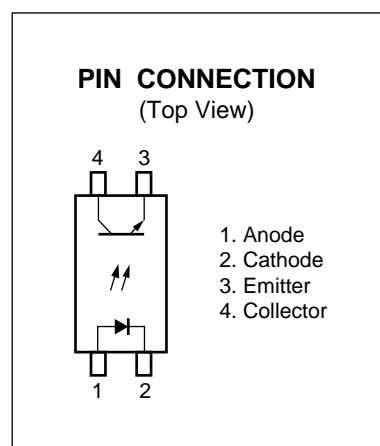 PIN CONNECTION
(Top View)
4 3
1. Anode
2. Cathode
3. Emitter
4. Collector
1 2